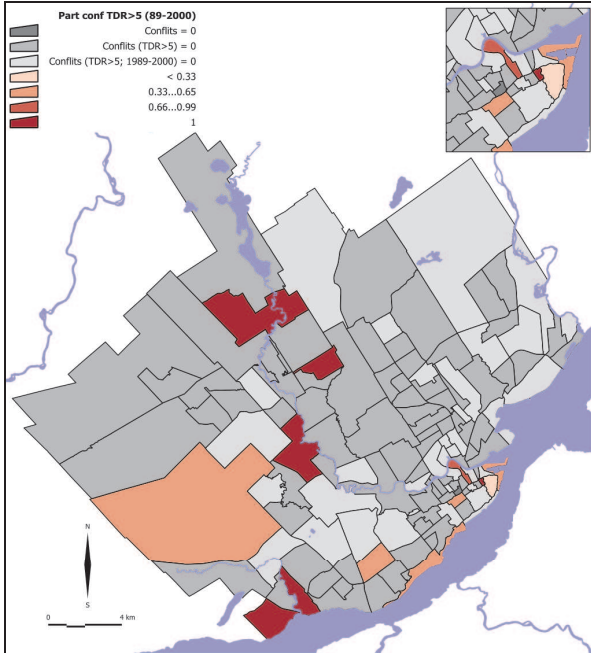 Part conf TDR>5 (89-2000)
Conflits = 0
Conflits (TDR>5) = 0
Conflits (TDR>5; 1989-2000) = 0
< 0.33
0.33...0.65
0.66...0.99
1
N
S
0 4 km